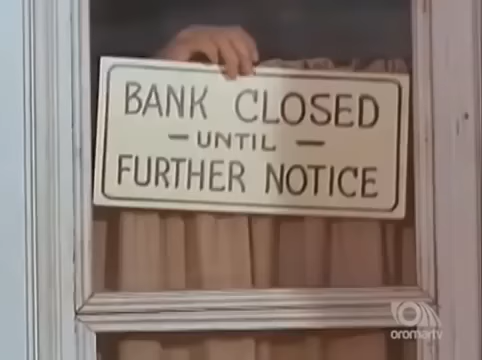 BANK CLOSED
– UNTIL –
FURTHER NOTICE
oromartv